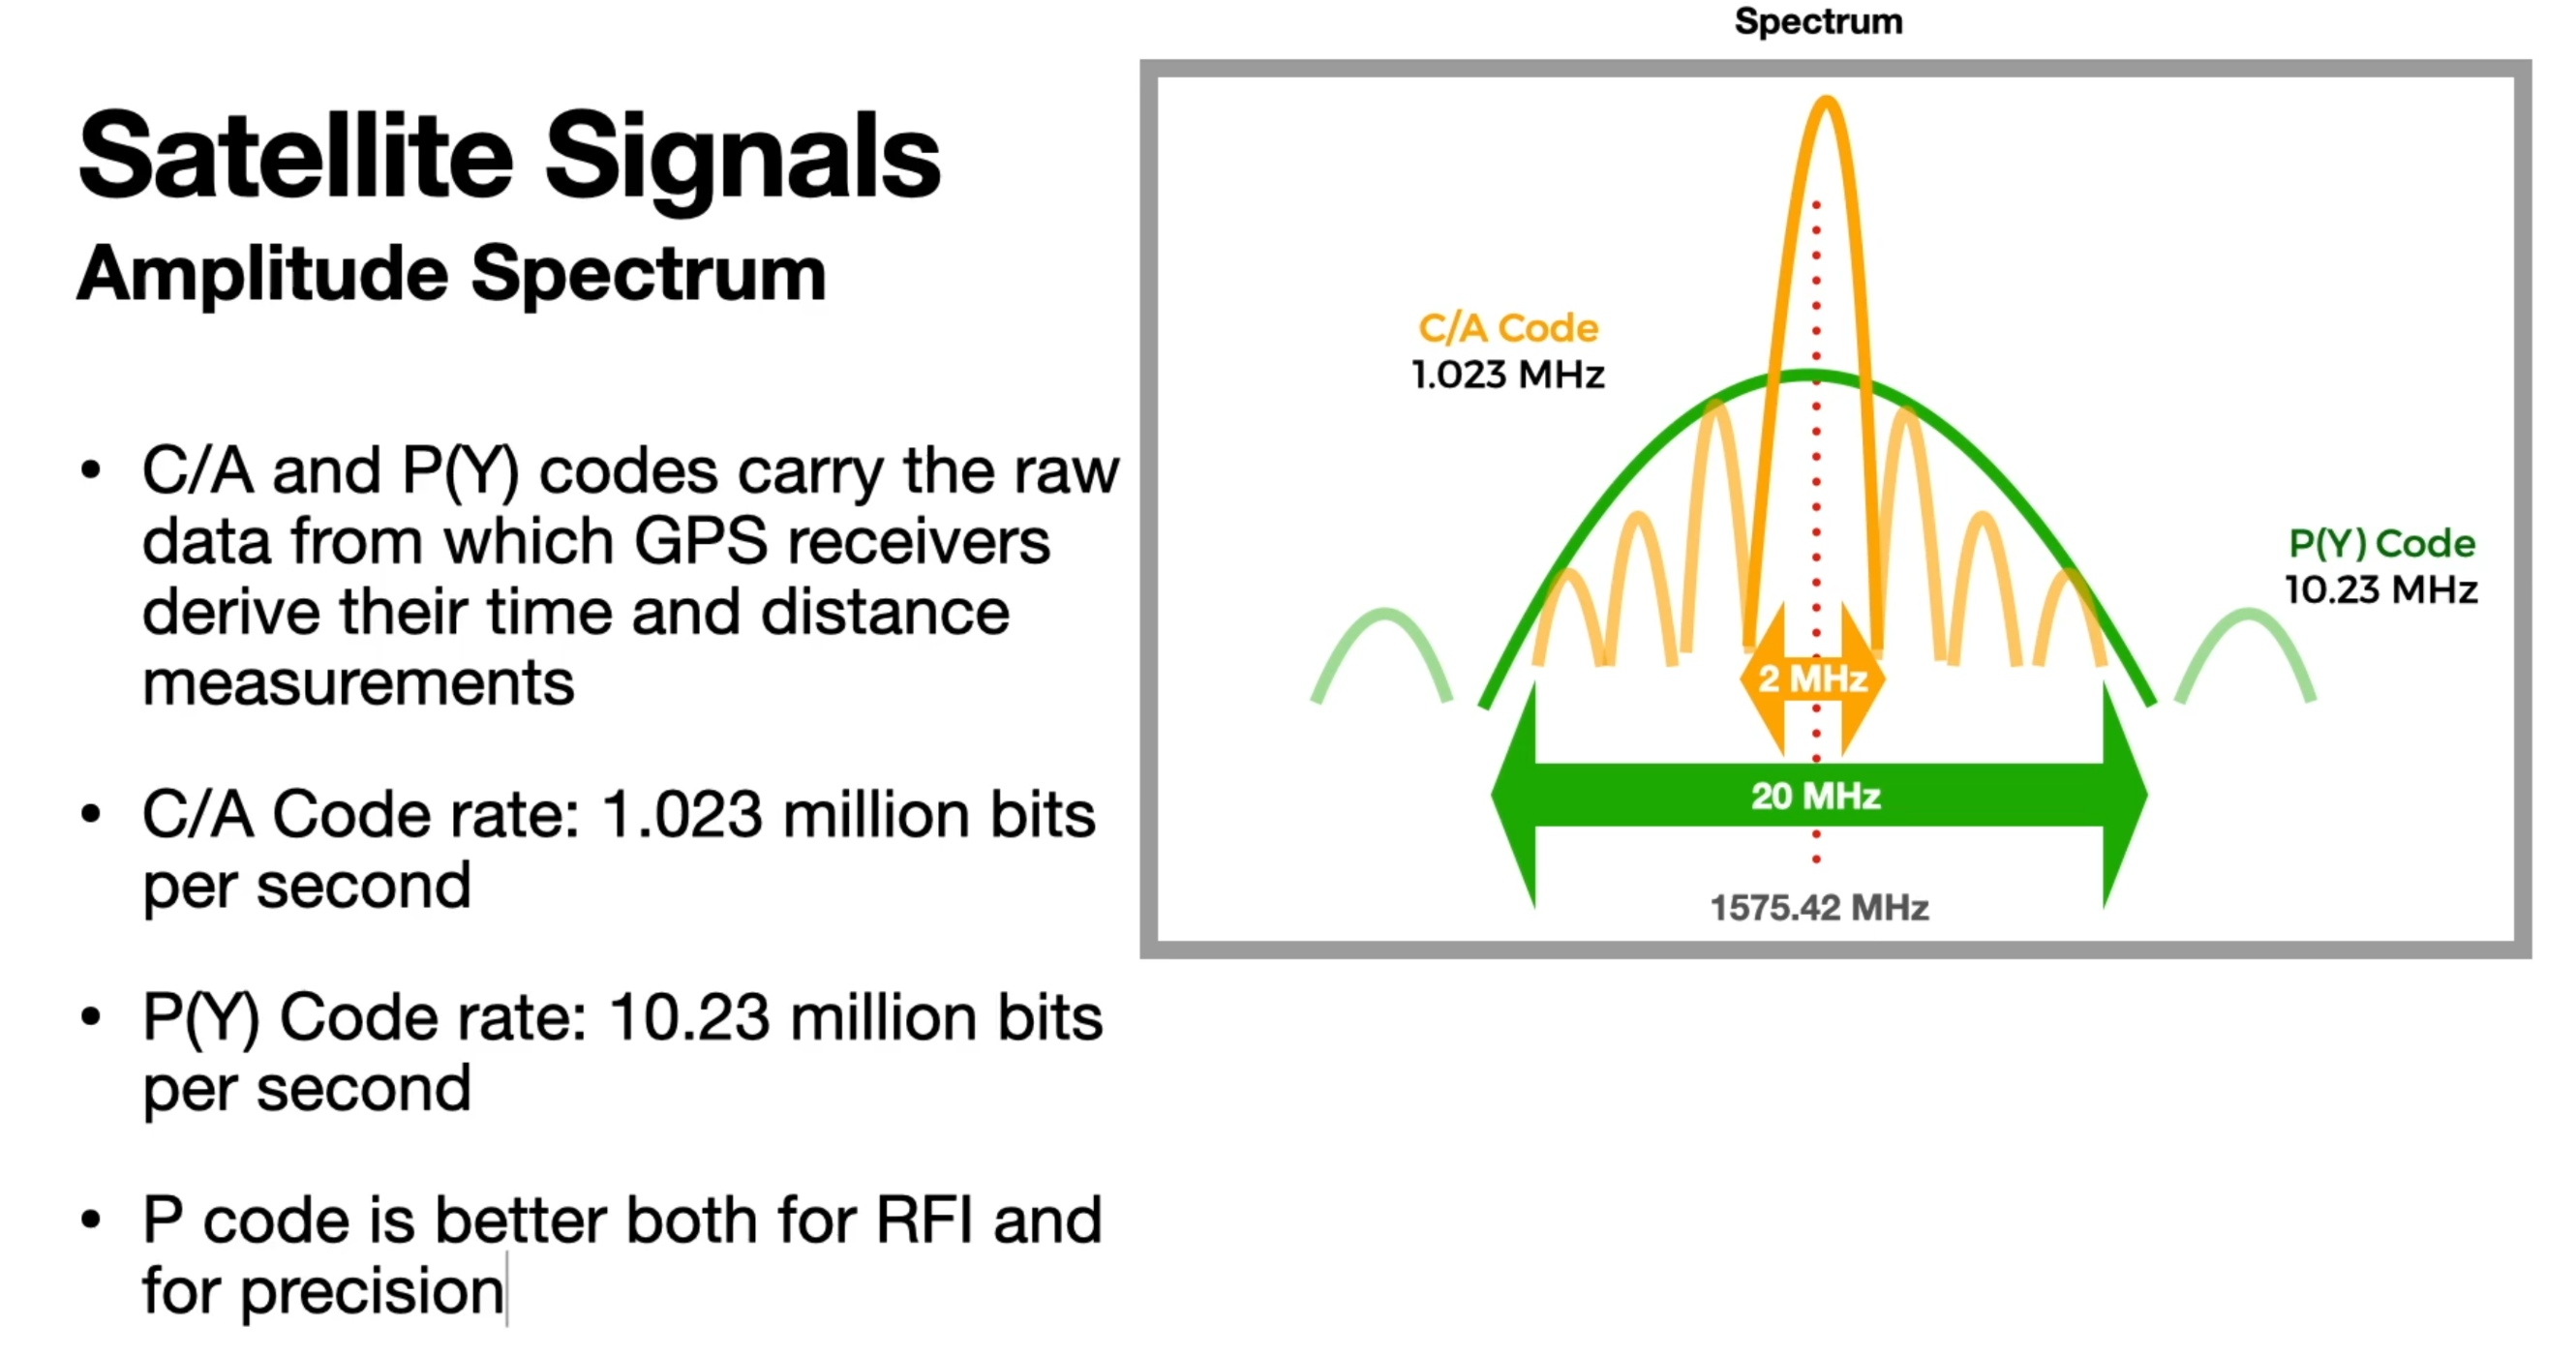 Spectrum
Satellite Signals
Amplitude Spectrum
• C/A and P(Y) codes carry the raw
data from which GPS receivers
derive their time and distance
measurements
• C/A Code rate: 1.023 million bits
per second
• P(Y) Code rate: 10.23 million bits
per second
• P code is better both for RFI and
for precision
C/A Code
1.023 MHz
P(Y) Code
10.23 MHz
2 MHz
20 MHz
1575.42 MHz